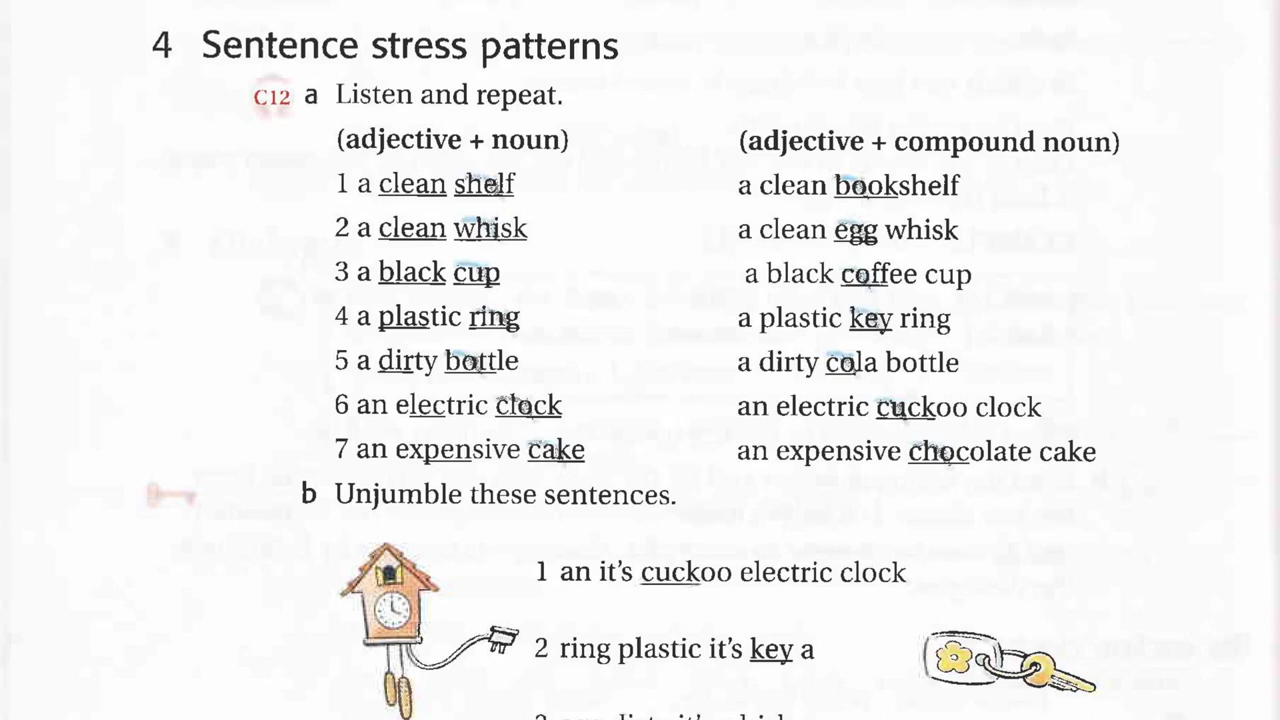 4 Sentence stress patterns
C12 a Listen and repeat.
(adjective + noun) (adjective + compound noun)
1 a clean shelf a clean bookshelf
2 a clean whisk a clean egg whisk
3 a black cup a black coffee cup
4 a plastic ring a plastic key ring
5 a dirty bottle a dirty cola bottle
6 an electric clock an electric cuckoo clock
7 an expensive cake an expensive chocolate cake
b Unjumble these sentences.
1 an it's cuckoo electric clock
2 ring plastic it's key a